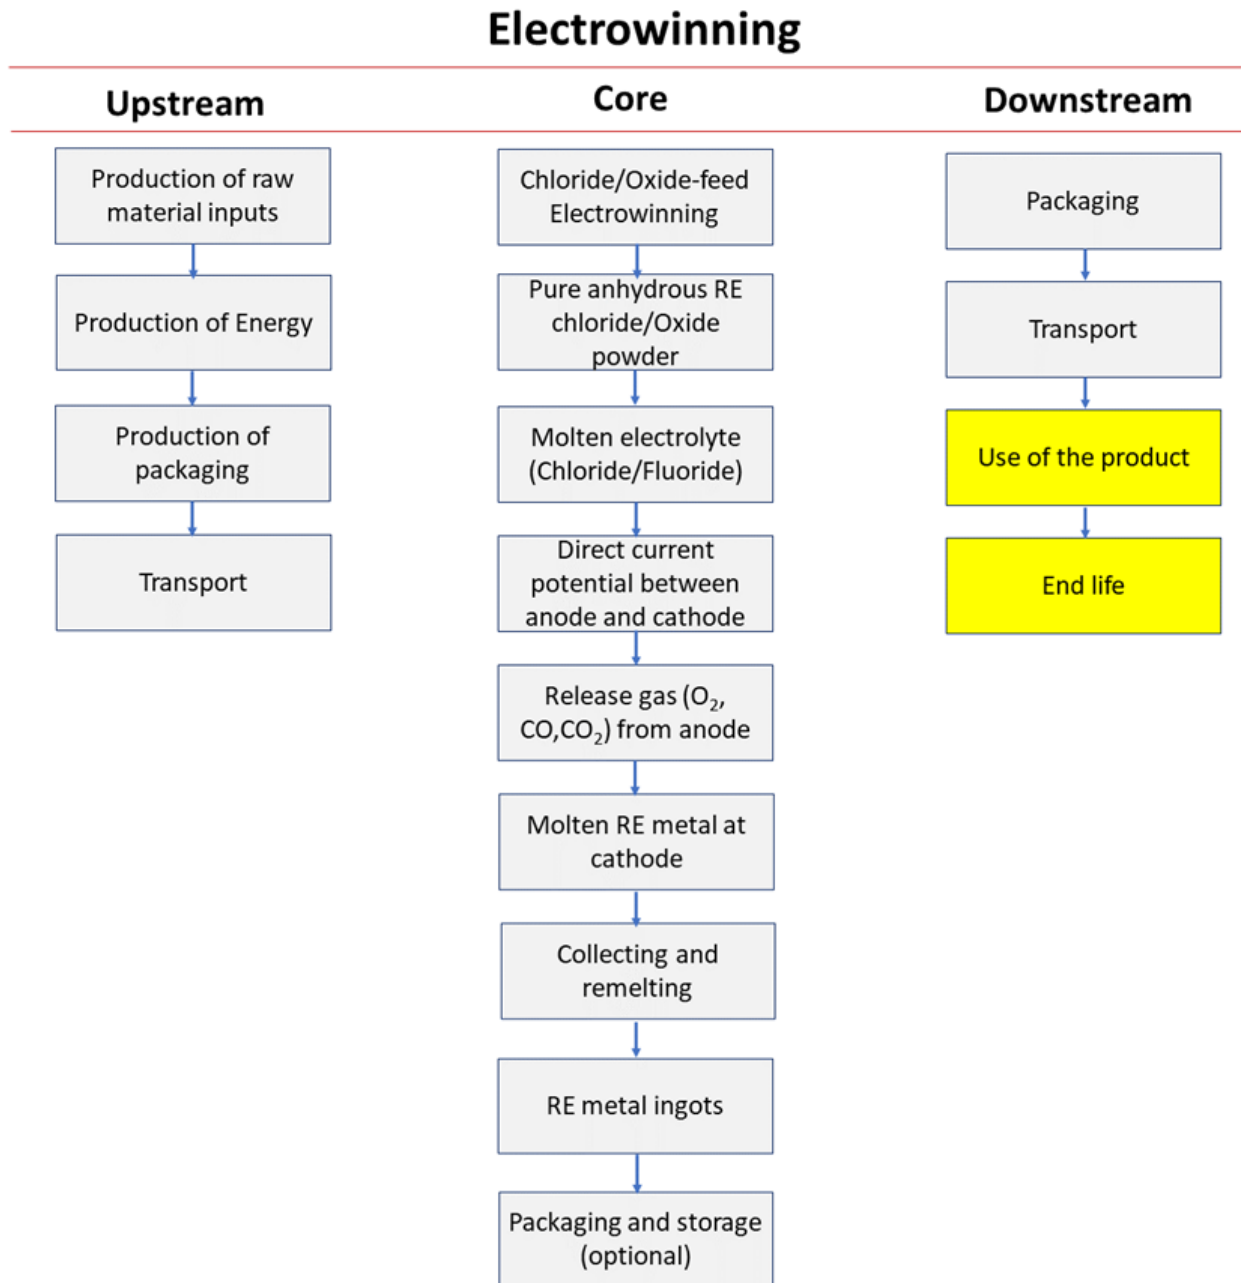 Electrowinning
Upstream
Core
Downstream
Production of raw
material inputs
Production of Energy
Production of
packaging
Transport
Chloride/Oxide-feed
Electrowinning
Pure anhydrous RE
chloride/Oxide
powder
Molten electrolyte
(Chloride/Fluoride)
Direct current
potential between
anode and cathode
Release gas (O₂,
CO,CO₂) from anode
Molten RE metal at
cathode
Collecting and
remelting
RE metal ingots
Packaging and storage
(optional)
Packaging
Transport
Use of the product
End life